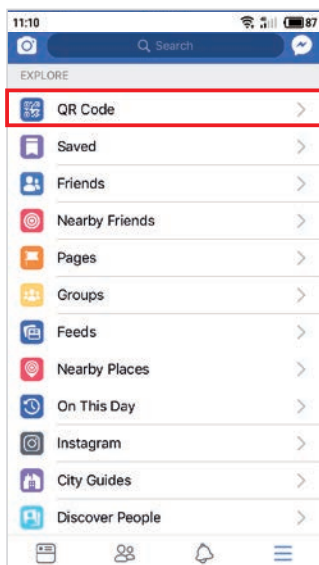 11:10 87
Search
EXPLORE
QR Code
Saved
Friends
Nearby Friends
Pages
Groups
Feeds
Nearby Places
On This Day
Instagram
City Guides
Discover People